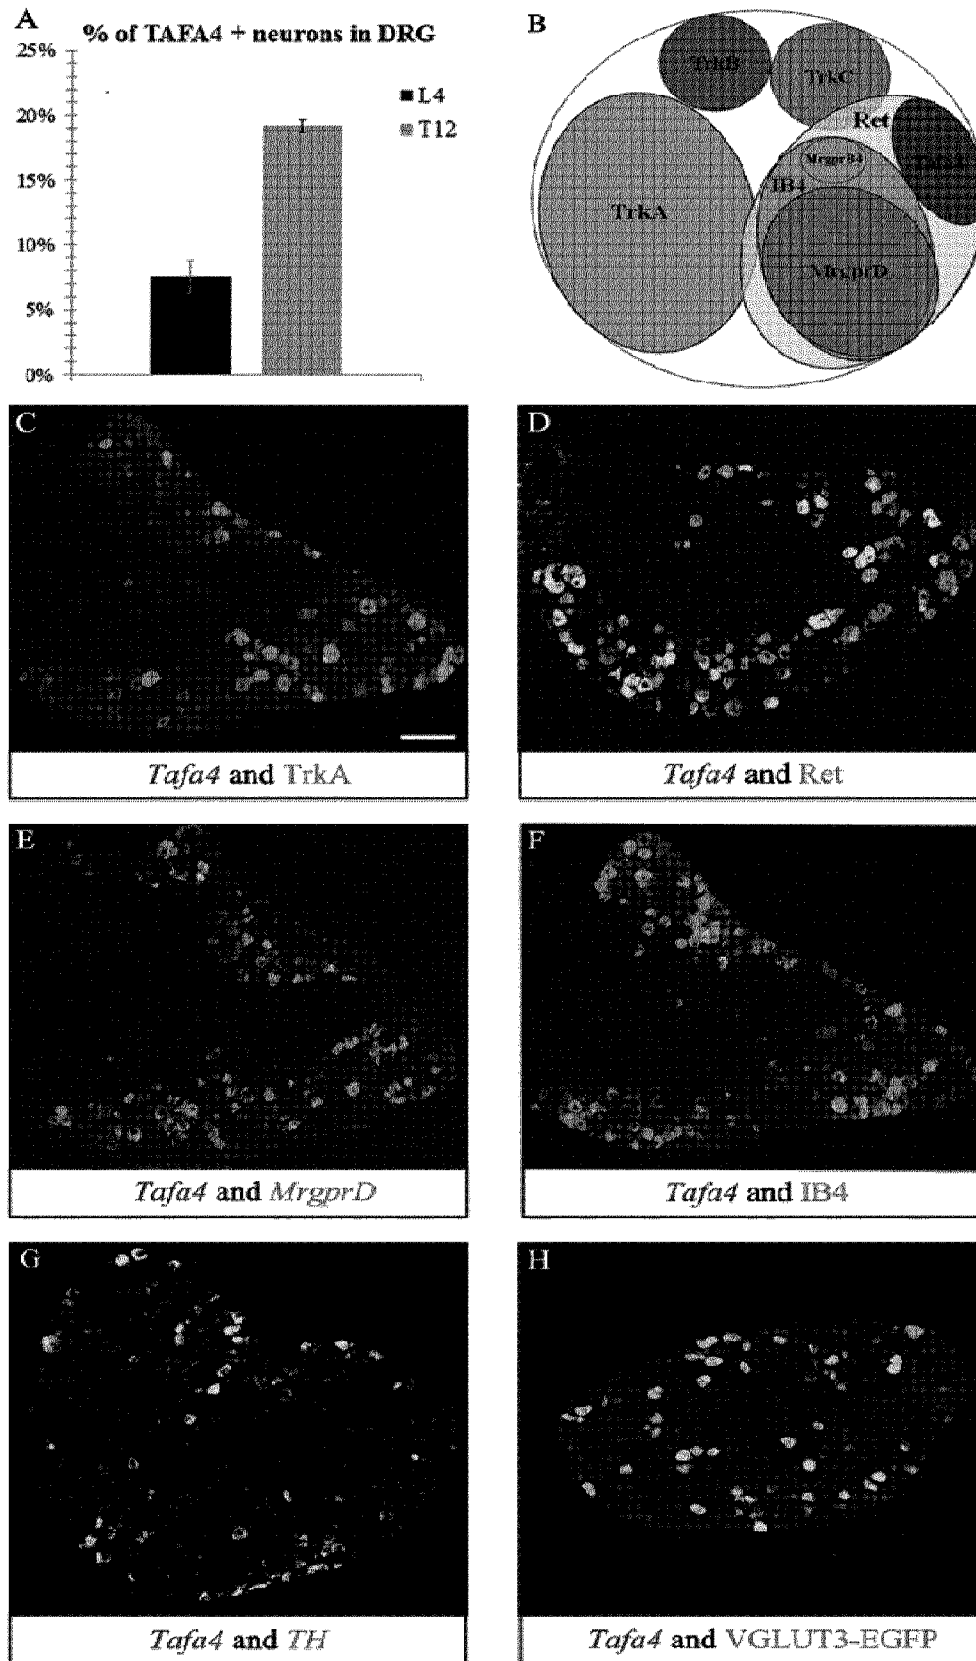 A
% of TAFA4 + neurons in DRG
25%
20%
15%
10%
5%
0%
L4
T12
B
TrkB
TrkC
Ret
MrgprB4
IB4
TrkA
MrgprD
C
Tafa4 and TrkA
D
Tafa4 and Ret
E
Tafa4 and MrgprD
F
Tafa4 and IB4
G
Tafa4 and TH
H
Tafa4 and VGLUT3-EGFP